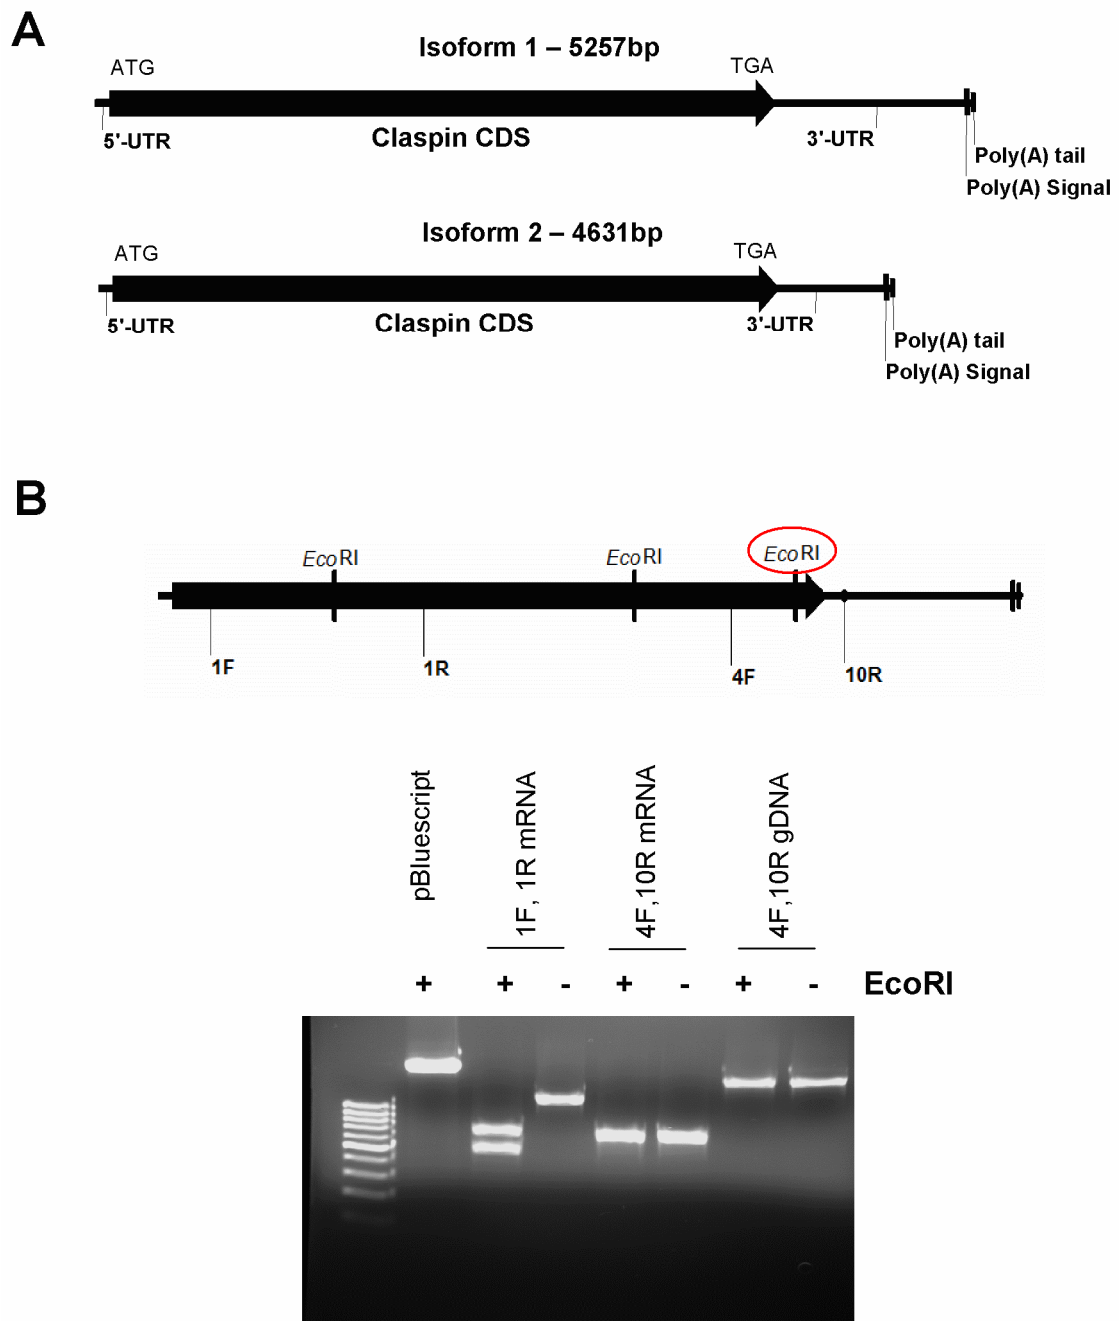 A
Isoform 1 – 5257bp
ATG
TGA
5'-UTR
Claspin CDS
3'-UTR
Poly(A) tail
Poly(A) Signal
Isoform 2 – 4631bp
ATG
TGA
5'-UTR
Claspin CDS
3'-UTR
Poly(A) tail
Poly(A) Signal
B
EcoRI
EcoRI
EcoRI
1F
1R
4F
10R
pBluescript
1F, 1R mRNA
4F,10R mRNA
4F,10R gDNA
+ + - + - + - EcoRI